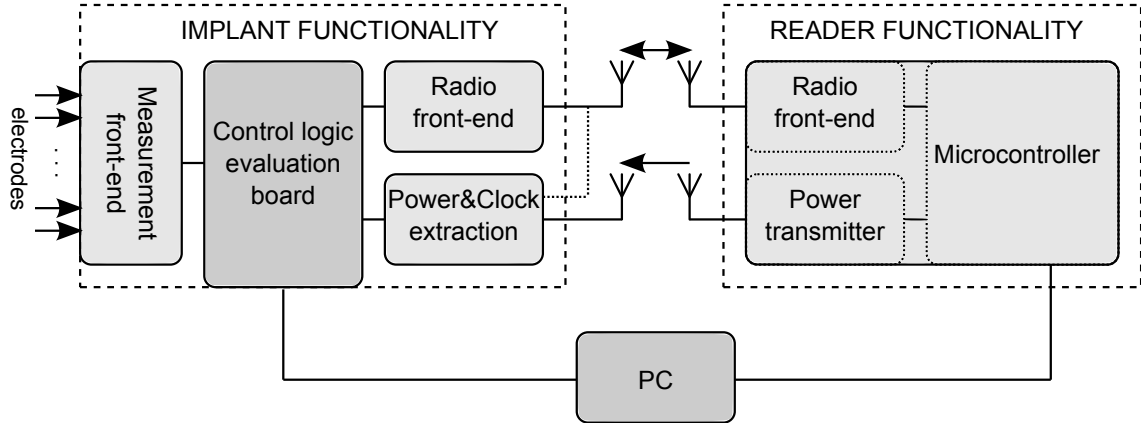 IMPLANT FUNCTIONALITY
READER FUNCTIONALITY
electrodes
. . .
Measurement
front-end
Control logic
evaluation
board
Radio
front-end
Power&Clock
extraction
Radio
front-end
Power
transmitter
Microcontroller
PC